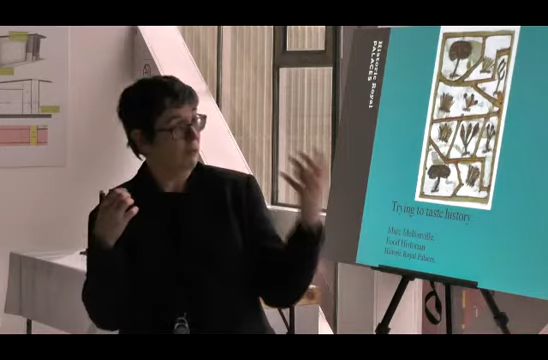 Historic Royal
PALACES
Trying to taste history
Marc Meltonville
Food Historian
Historic Royal Palaces.